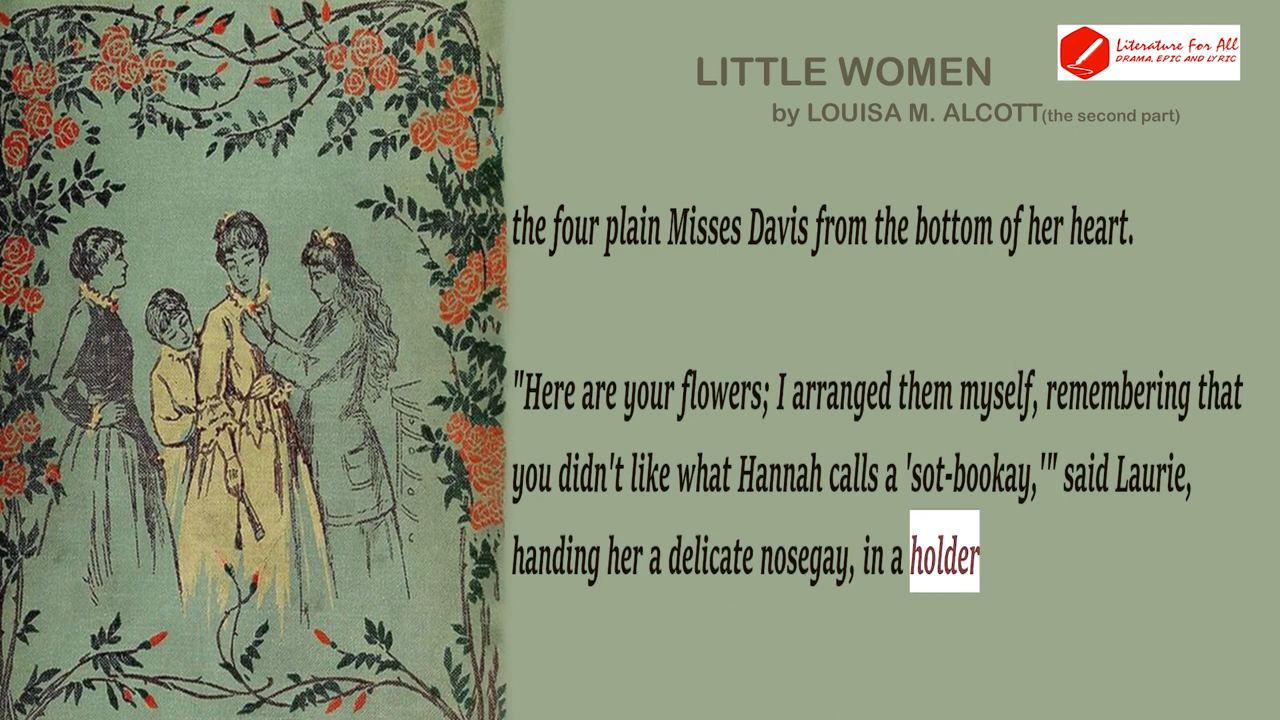 LITTLE WOMEN
by LOUISA M. ALCOTT(the second part)
Literature For All
DRAMA, EPIC AND LYRIC
the four plain Misses Davis from the bottom of her heart.
"Here are your flowers; I arranged them myself, remembering that
you didn't like what Hannah calls a 'sot-bookay,'" said Laurie,
handing her a delicate nosegay, in a holder